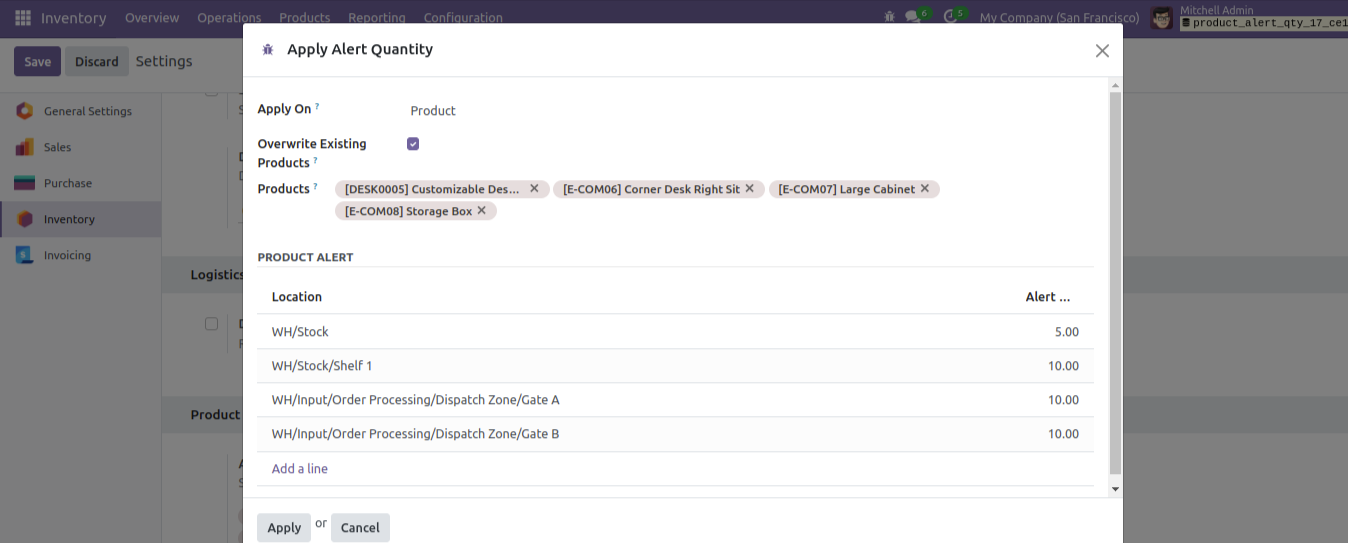 Inventory Overview Operations Products Reporting Configuration 6 5 My Company (San Francisco) Mitchell Admin
product_alert_qty_17_ce1
Save Discard Settings
Apply Alert Quantity
General Settings
Sales
Purchase
Inventory
Invoicing
Logistics
Product
Apply On ? Product
Overwrite Existing
Products ?
Products ? [DESK0005] Customizable Des... [E-COM06] Corner Desk Right Sit [E-COM07] Large Cabinet
[E-COM08] Storage Box
PRODUCT ALERT
Location Alert ...
WH/Stock 5.00
WH/Stock/Shelf 1 10.00
WH/Input/Order Processing/Dispatch Zone/Gate A 10.00
WH/Input/Order Processing/Dispatch Zone/Gate B 10.00
Add a line
Apply or Cancel